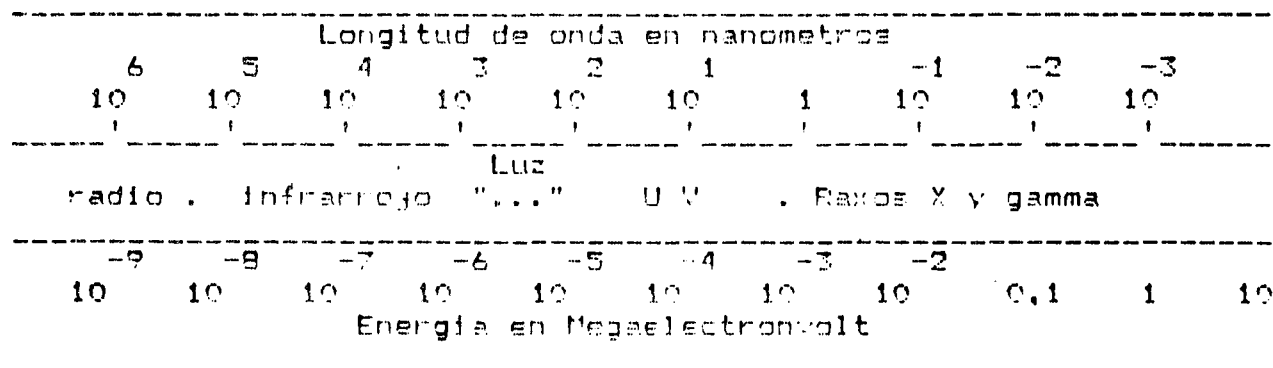 Longitud de onda en nanometros
6 5 4 3 2 1 -1 -2 -3
10 10 10 10 10 10 1 10 10 10
Luz
radio . infrarrojo "..." U V . Raxos X y gamma
-9 -8 -7 -6 -5 -4 -3 -2
10 10 10 10 10 10 10 10 0,1 1 10
Energía en Megaelectronvolt